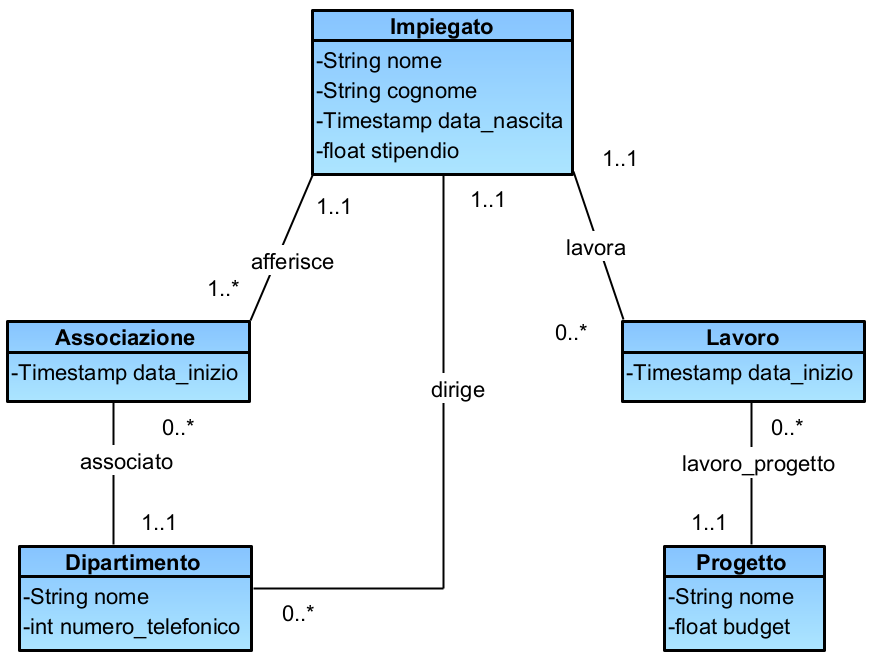 Impiegato
-String nome
-String cognome
-Timestamp data_nascita
-float stipendio
1..1
1..1
1..1
afferisce
lavora
1..*
0..*
Associazione
-Timestamp data_inizio
Lavoro
-Timestamp data_inizio
dirige
0..*
0..*
associato
lavoro_progetto
1..1
1..1
Dipartimento
-String nome
-int numero_telefonico
0..*
Progetto
-String nome
-float budget